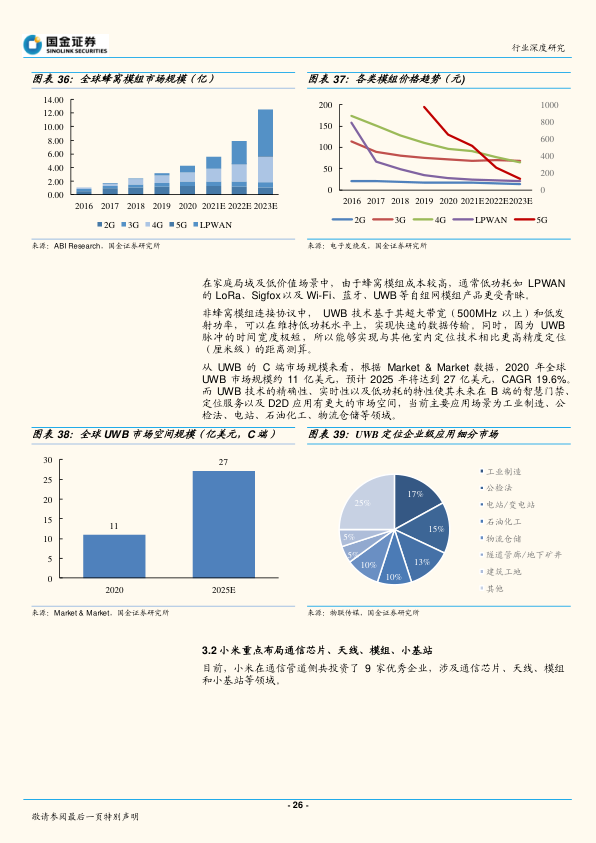 国金证券
SINOLINK SECURITIES
行业深度研究
图表 36：全球蜂窝模组市场规模（亿）
14.00
12.00
10.00
8.00
6.00
4.00
2.00
0.00
2016 2017 2018 2019 2020 2021E 2022E 2023E
2G 3G 4G 5G LPWAN
来源：ABI Research，国金证券研究所
图表 37：各类模组价格趋势（元）
200
150
100
50
0
1000
800
600
400
200
0
2016 2017 2018 2019 2020 2021E 2022E 2023E
2G 3G 4G LPWAN 5G
来源：电子发烧友，国金证券研究所
在家庭局域及低价值场景中，由于蜂窝模组成本较高，通常低功耗如 LPWAN
的 LoRa、Sigfox 以及 Wi-Fi、蓝牙、UWB 等自组网模组产品更受青睐。
非蜂窝模组连接协议中， UWB 技术基于其超大带宽（500MHz 以上）和低发
射功率，可以在维持低功耗水平上，实现快速的数据传输。同时，因为 UWB
脉冲的时间宽度极短，所以能够实现与其他室内定位技术相比更高精度定位
（厘米级）的距离测算。
从 UWB 的 C 端市场规模来看，根据 Market & Market 数据，2020 年全球
UWB 市场规模约 11 亿美元，预计 2025 年将达到 27 亿美元，CAGR 19.6%。
而 UWB 技术的精确性、实时性以及低功耗的特性使其未来在 B 端的智慧门禁、
定位服务以及 D2D 应用有更大的市场空间，当前主要应用场景为工业制造、公
检法、电站、石油化工、物流仓储等领域。
图表 38：全球 UWB 市场空间规模（亿美元，C 端）
30
25
20
15
10
5
0
11
27
2020 2025E
来源：Market & Market，国金证券研究所
图表 39：UWB 定位企业级应用细分市场
17%
15%
13%
10%
10%
5%
5%
25%
工业制造
公检法
电站/变电站
石油化工
物流仓储
隧道管廊/地下矿井
建筑工地
其他
来源：物联传媒，国金证券研究所
3.2 小米重点布局通信芯片、天线、模组、小基站
目前，小米在通信管道侧共投资了 9 家优秀企业，涉及通信芯片、天线、模组
和小基站等领域。
- 26 -
敬请参阅最后一页特别声明